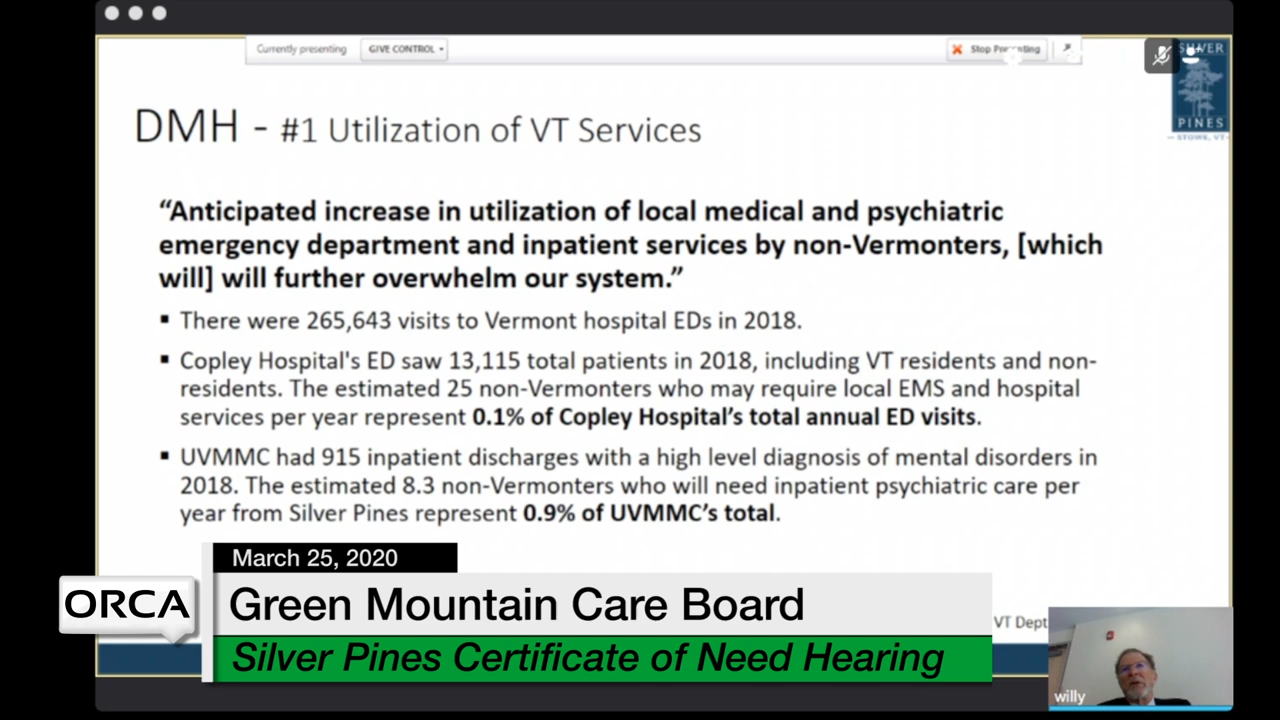 Currently presenting
GIVE CONTROL
Stop Presenting
SILVER
PINES
— STOWE, VT —
DMH - #1 Utilization of VT Services
“Anticipated increase in utilization of local medical and psychiatric
emergency department and inpatient services by non-Vermonters, [which
will] will further overwhelm our system.”
▪ There were 265,643 visits to Vermont hospital EDs in 2018.
▪ Copley Hospital's ED saw 13,115 total patients in 2018, including VT residents and non-
residents. The estimated 25 non-Vermonters who may require local EMS and hospital
services per year represent 0.1% of Copley Hospital’s total annual ED visits.
▪ UVMMC had 915 inpatient discharges with a high level diagnosis of mental disorders in
2018. The estimated 8.3 non-Vermonters who will need inpatient psychiatric care per
year from Silver Pines represent 0.9% of UVMMC’s total.
March 25, 2020
ORCA
Green Mountain Care Board
VT Dept
Silver Pines Certificate of Need Hearing
willy